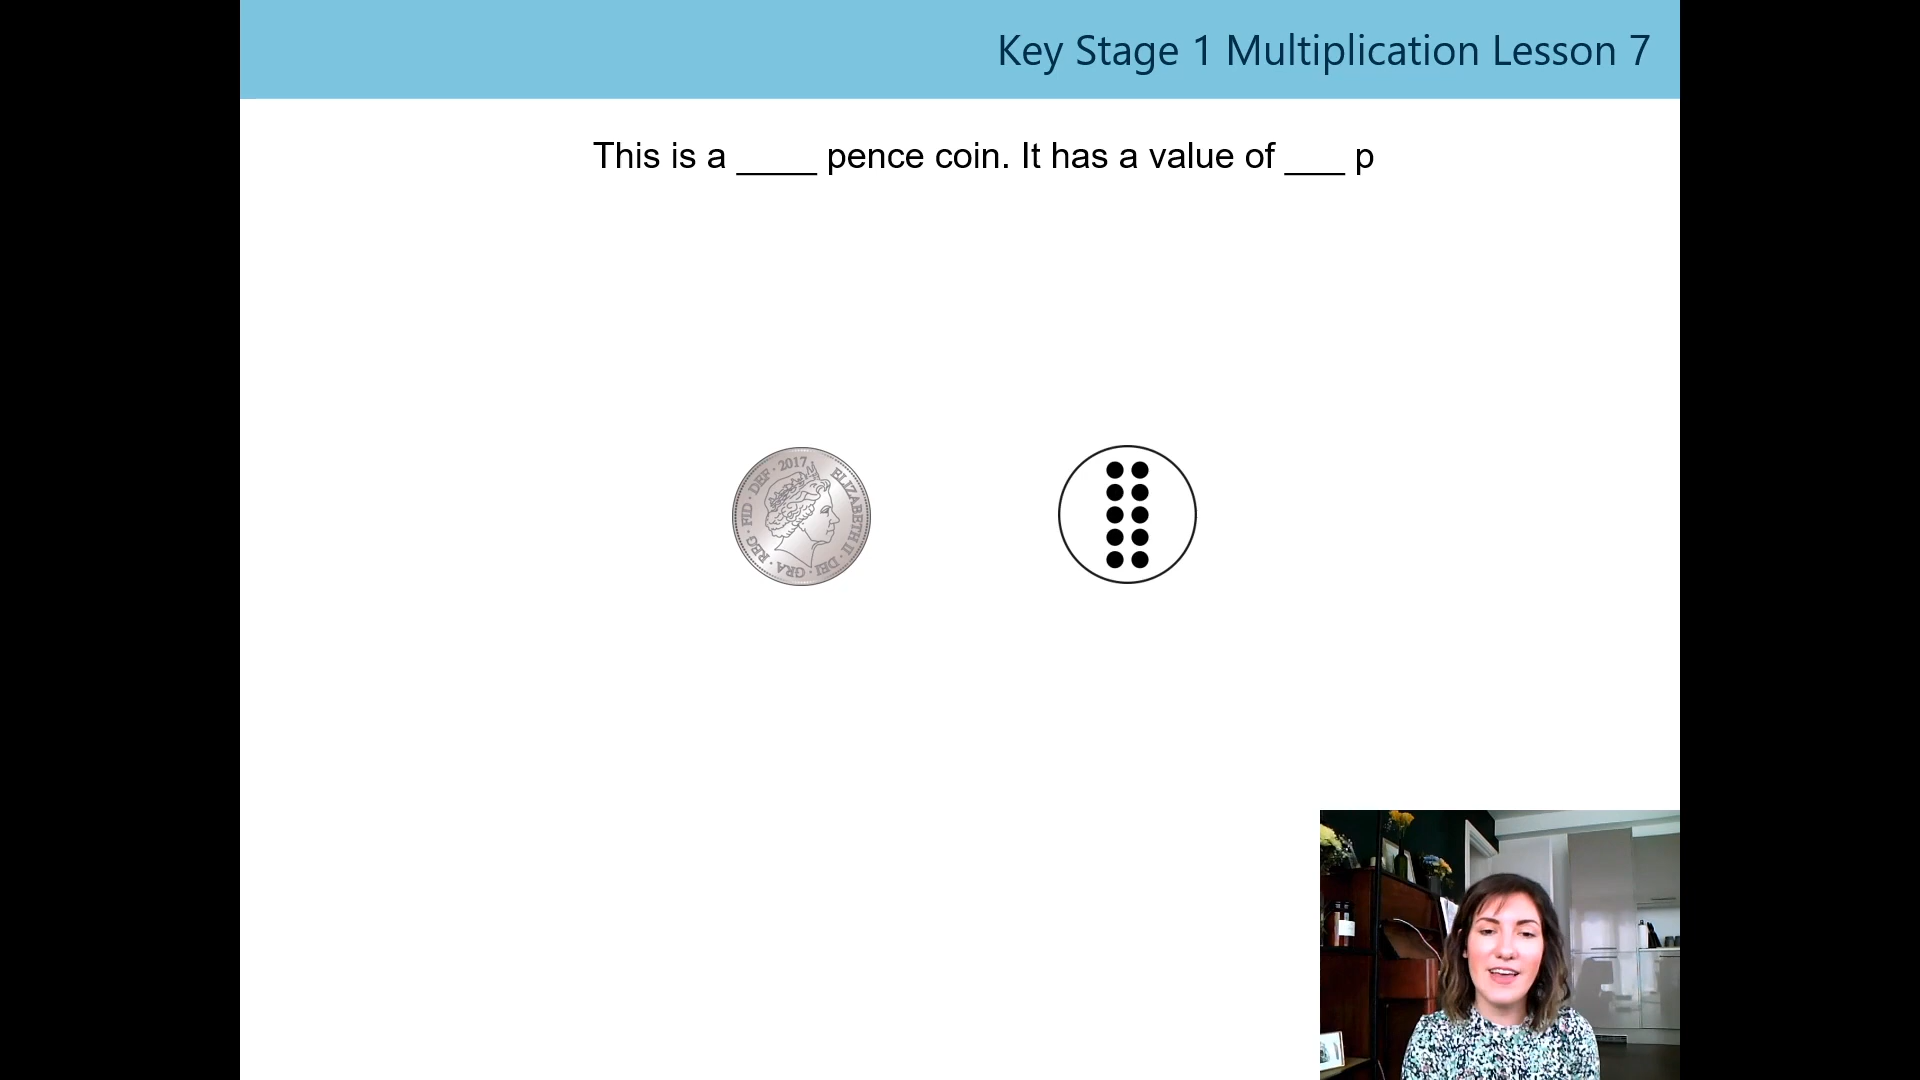 Key Stage 1 Multiplication Lesson 7
This is a ____ pence coin. It has a value of ___ p
ELIZABETH II · DEI · GRA · REG · FID · DEF · 2017